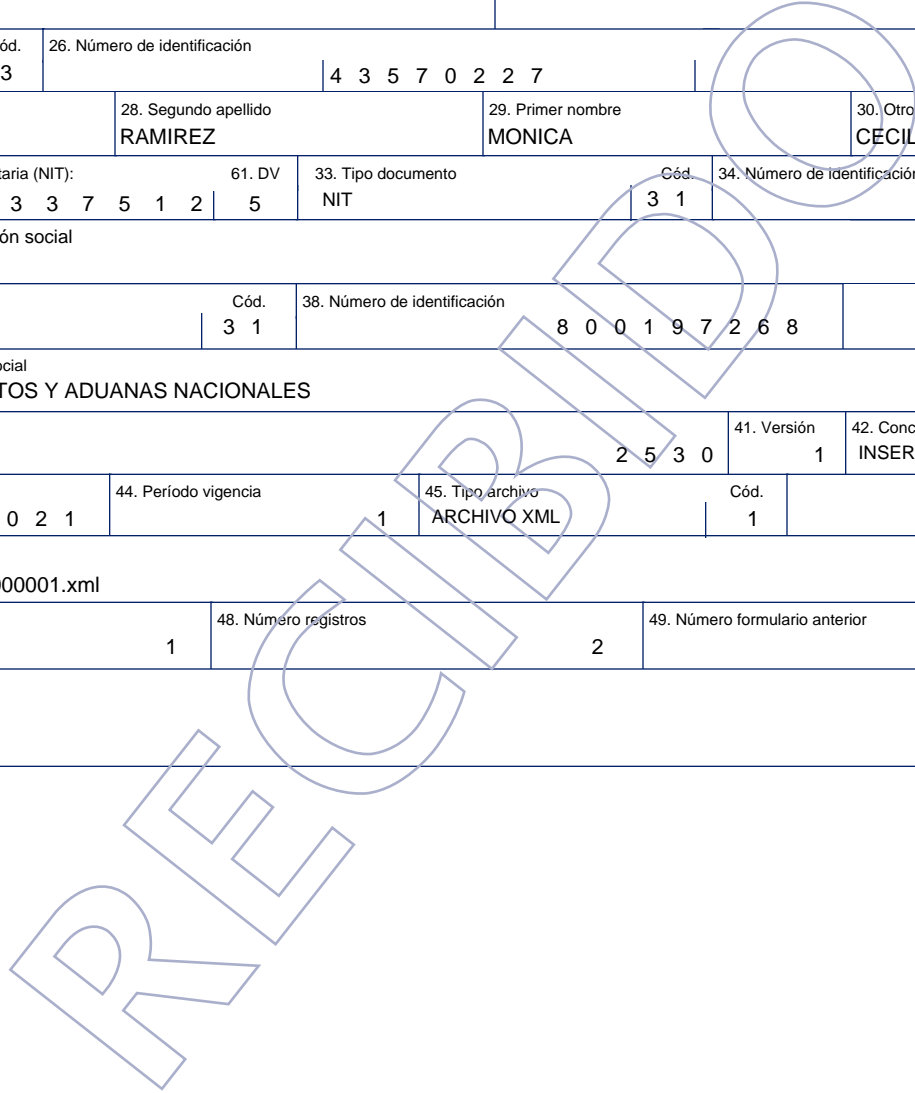 ód. 26. Número de identificación
3 4 3 5 7 0 2 2 7
28. Segundo apellido 29. Primer nombre 30. Otro
RAMIREZ MONICA CECIL
taria (NIT): 61. DV 33. Tipo documento Cód. 34. Número de identificación
3 3 7 5 1 2 5 NIT 3 1
ón social
Cód. 38. Número de identificación
3 1 8 0 0 1 9 7 2 6 8
ocial
TOS Y ADUANAS NACIONALES
41. Versión 42. Conc
2 5 3 0 1 INSER
44. Período vigencia 45. Tipo archivo Cód.
0 2 1 1 ARCHIVO XML 1
000001.xml
48. Número registros 49. Número formulario anterior
1 2
RECIBIDO